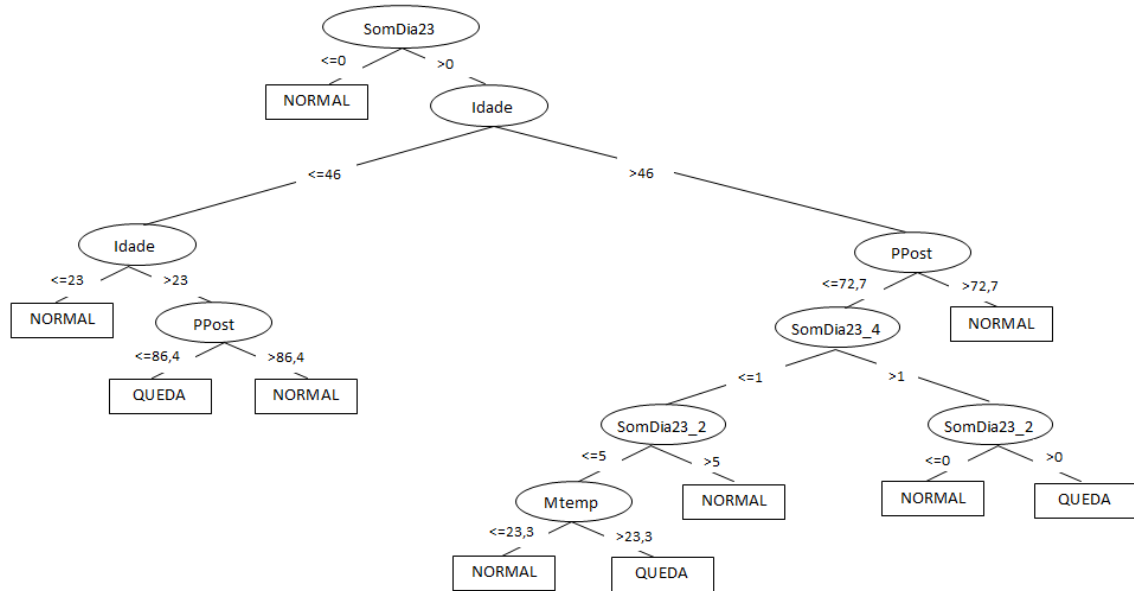 SomDia23
<=0
>0
NORMAL
Idade
<=46
>46
Idade
PPost
<=23
>23
<=72,7
>72,7
NORMAL
PPost
SomDia23_4
NORMAL
<=86,4
>86,4
<=1
>1
QUEDA
NORMAL
SomDia23_2
SomDia23_2
<=5
>5
<=0
>0
Mtemp
NORMAL
NORMAL
QUEDA
<=23,3
>23,3
NORMAL
QUEDA